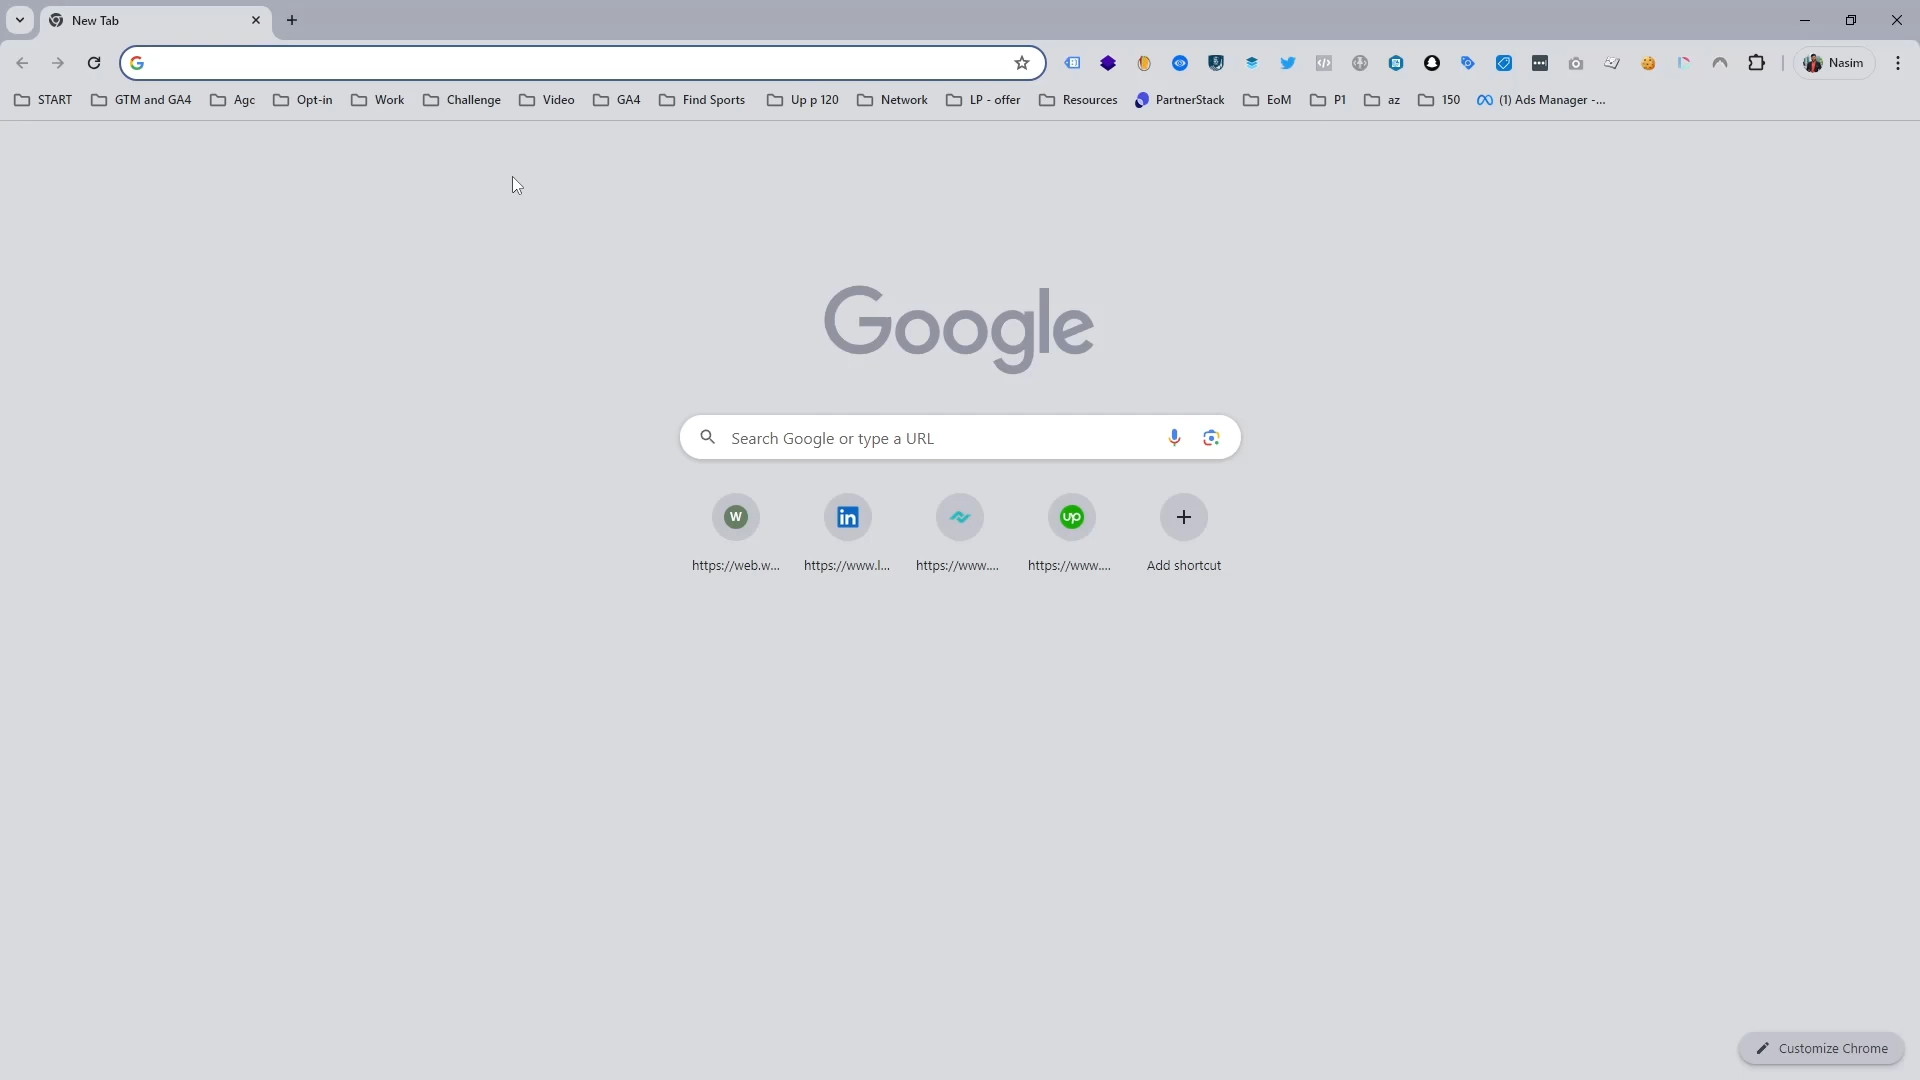 New Tab
Nasim
START GTM and GA4 Agc Opt-in Work Challenge Video GA4 Find Sports Up p 120 Network LP - offer Resources PartnerStack EoM P1 az 150 (1) Ads Manager -...
Google
Search Google or type a URL
W in up
https://web.w... https://www.l... https://www.... https://www.... Add shortcut
Customize Chrome